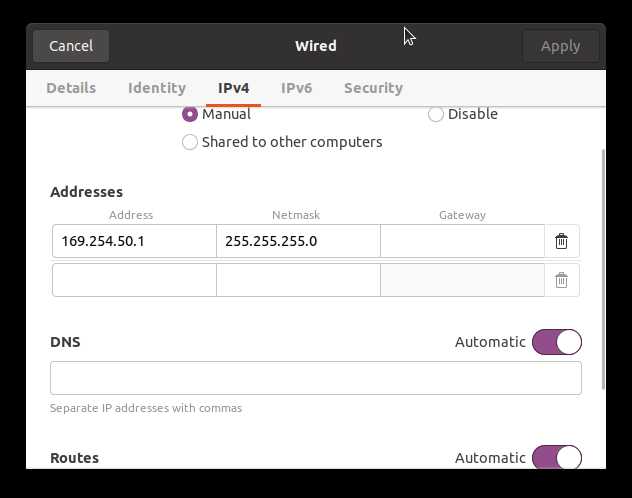 Cancel Wired Apply
Details Identity IPv4 IPv6 Security
Manual Disable
Shared to other computers
Addresses
Address Netmask Gateway
169.254.50.1 255.255.255.0
DNS Automatic
Separate IP addresses with commas
Routes Automatic